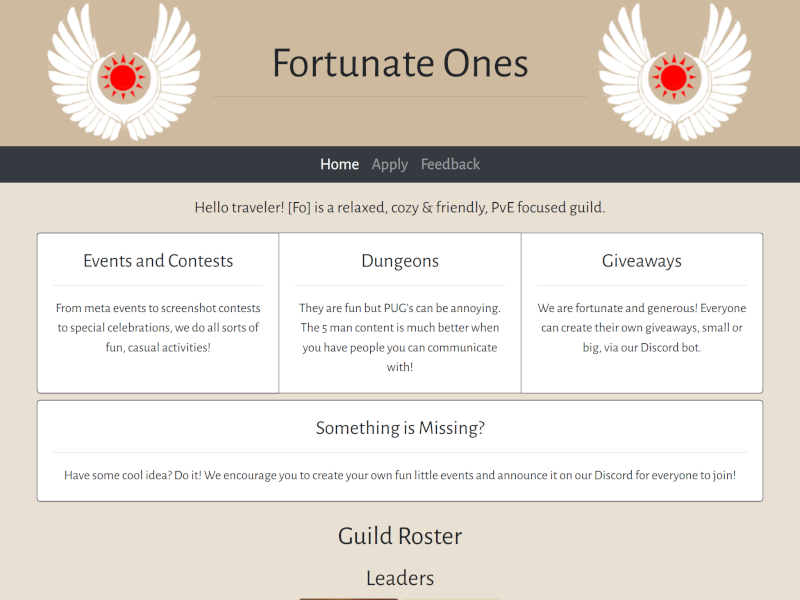 Fortunate Ones
Home Apply Feedback
Hello traveler! [Fo] is a relaxed, cozy & friendly, PvE focused guild.
Events and Contests
From meta events to screenshot contests
to special celebrations, we do all sorts of
fun, casual activities!
Dungeons
They are fun but PUG's can be annoying.
The 5 man content is much better when
you have people you can communicate
with!
Giveaways
We are fortunate and generous! Everyone
can create their own giveaways, small or
big, via our Discord bot.
Something is Missing?
Have some cool idea? Do it! We encourage you to create your own fun little events and announce it on our Discord for everyone to join!
Guild Roster
Leaders